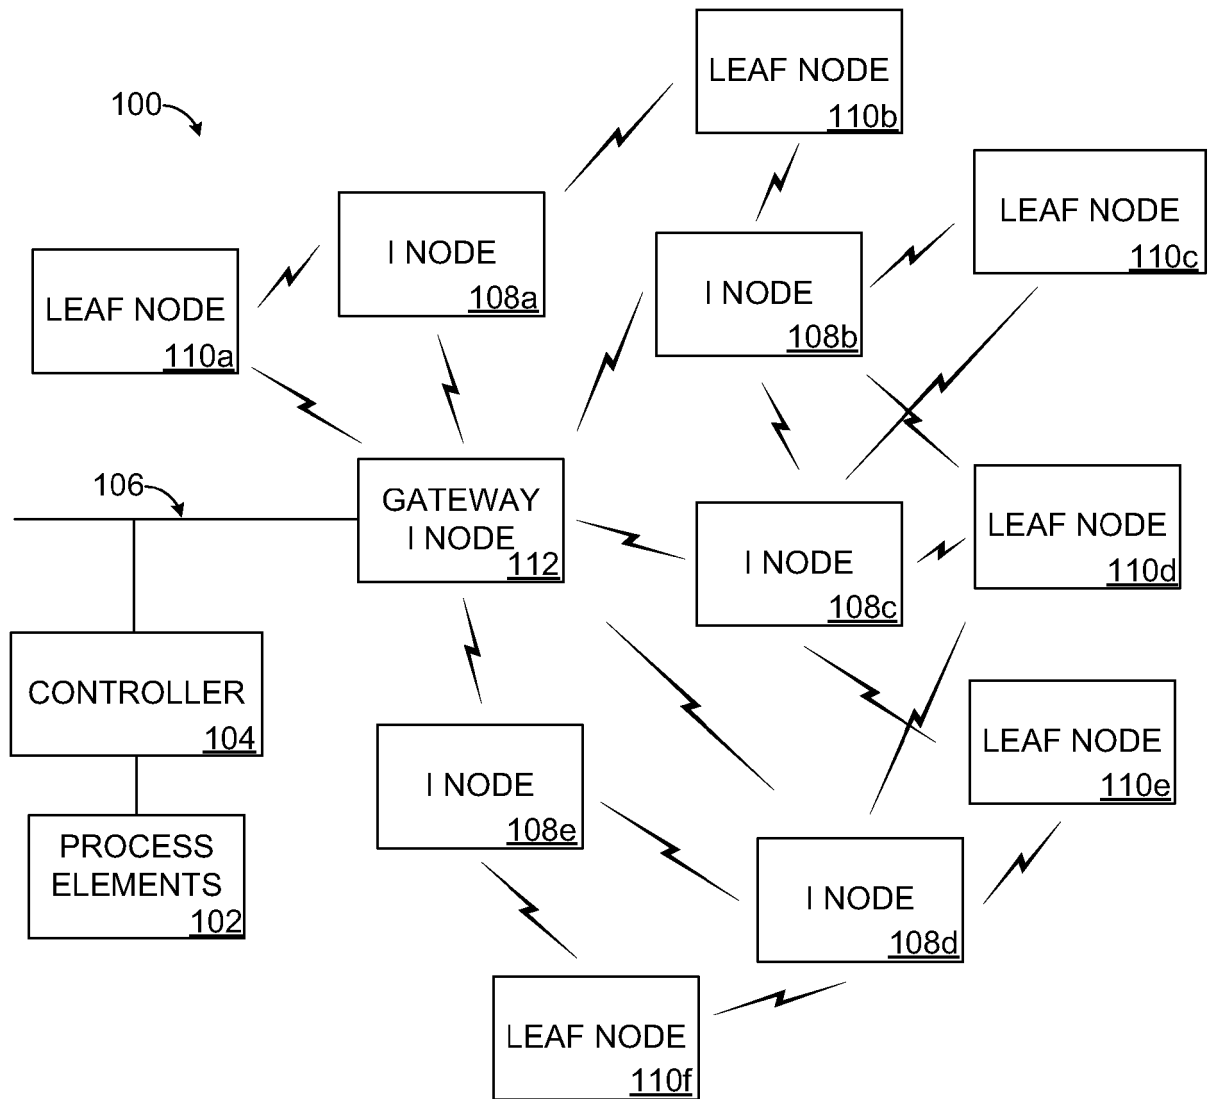 LEAF NODE
110b
100
LEAF NODE
110c
I NODE
108a
I NODE
108b
LEAF NODE
110a
106
GATEWAY
I NODE
112
LEAF NODE
110d
I NODE
108c
CONTROLLER
104
LEAF NODE
110e
I NODE
108e
PROCESS
ELEMENTS
102
I NODE
108d
LEAF NODE
110f